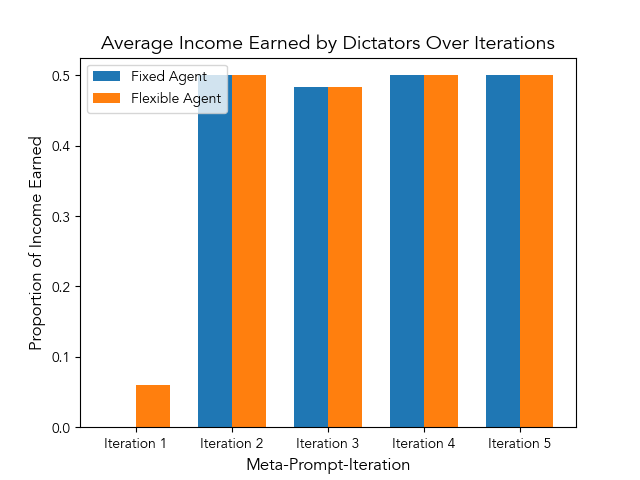 Average Income Earned by Dictators Over Iterations
Fixed Agent
Flexible Agent
Proportion of Income Earned
0.5
0.4
0.3
0.2
0.1
0.0
Iteration 1
Iteration 2
Iteration 3
Iteration 4
Iteration 5
Meta-Prompt-Iteration